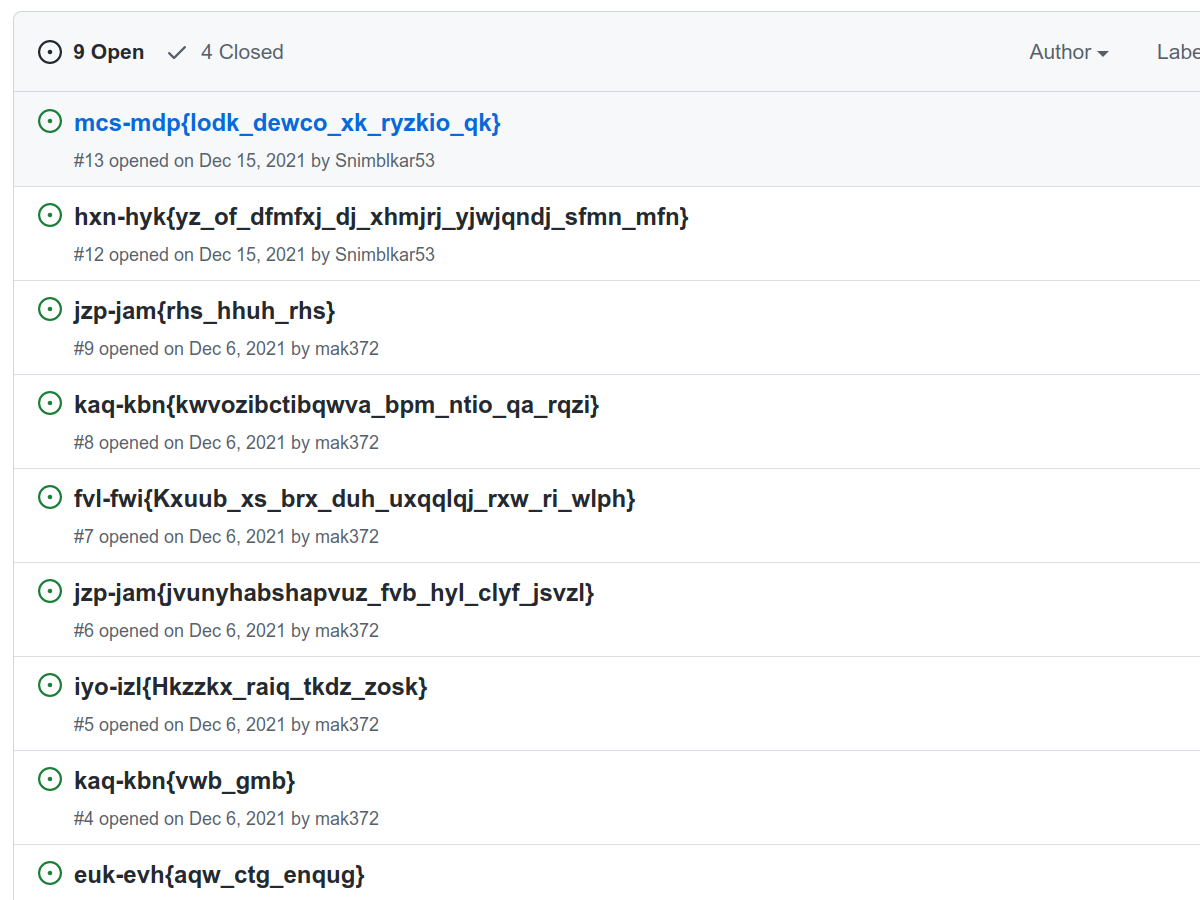 9 Open 4 Closed Author Labe
mcs-mdp{lodk_dewco_xk_ryzkio_qk}
#13 opened on Dec 15, 2021 by Snimblkar53
hxn-hyk{yz_of_dfmfxj_dj_xhmjrj_yjwjqndj_sfmn_mfn}
#12 opened on Dec 15, 2021 by Snimblkar53
jzp-jam{rhs_hhuh_rhs}
#9 opened on Dec 6, 2021 by mak372
kaq-kbn{kwvozibctibqwva_bpm_ntio_qa_rqzi}
#8 opened on Dec 6, 2021 by mak372
fvl-fwi{Kxuub_xs_brx_duh_uxqqlqj_rxw_ri_wlph}
#7 opened on Dec 6, 2021 by mak372
jzp-jam{jvunyhabshapvuz_fvb_hyl_clyf_jsvzl}
#6 opened on Dec 6, 2021 by mak372
iyo-izl{Hkzzkx_raiq_tkdz_zosk}
#5 opened on Dec 6, 2021 by mak372
kaq-kbn{vwb_gmb}
#4 opened on Dec 6, 2021 by mak372
euk-evh{aqw_ctg_enqug}